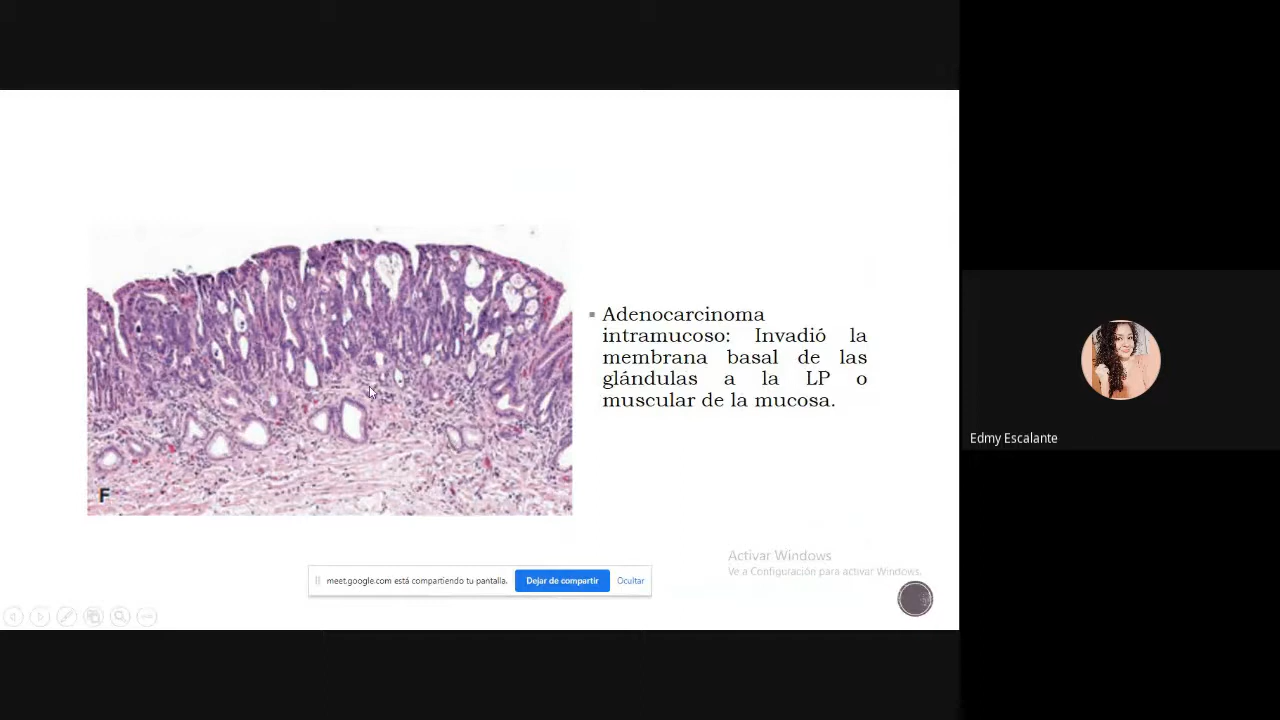 Adenocarcinoma
intramucoso: Invadió la
membrana basal de las
glándulas a la LP o
muscular de la mucosa.
F
Edmy Escalante
Activar Windows
Ve a Configuración para activar Windows.
meet.google.com está compartiendo tu pantalla. Dejar de compartir Ocultar